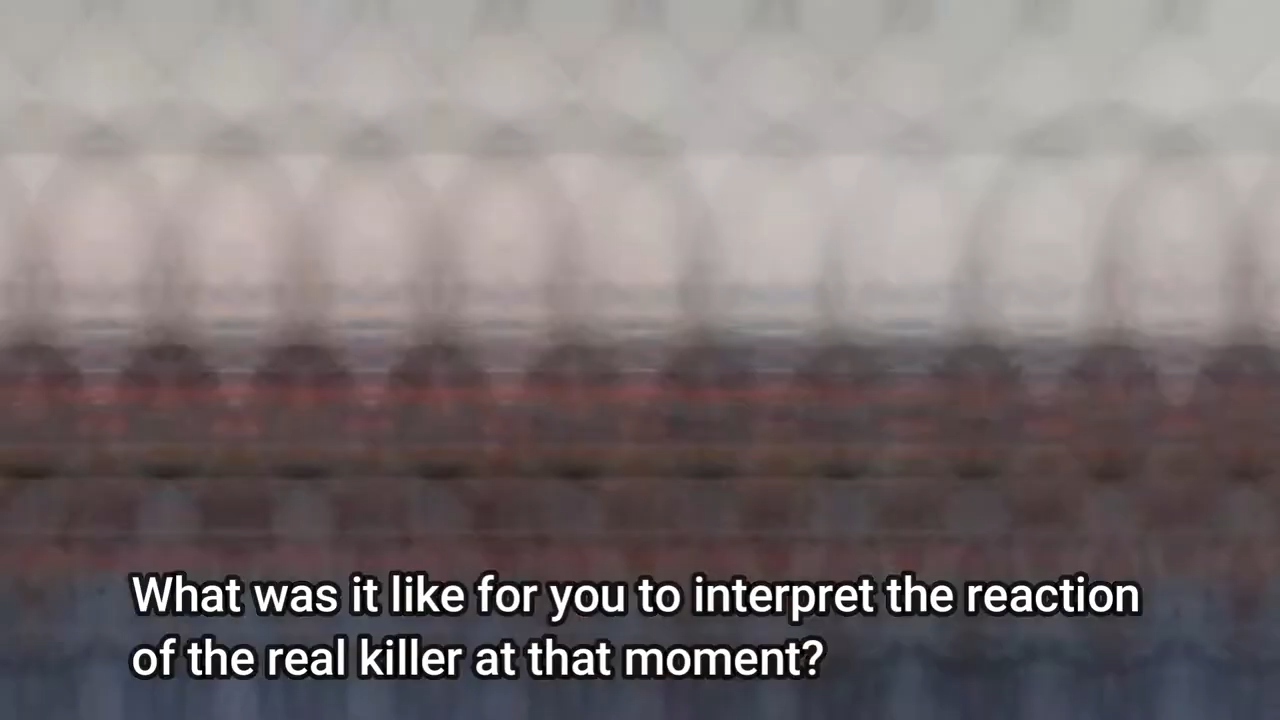 What was it like for you to interpret the reaction
of the real killer at that moment?